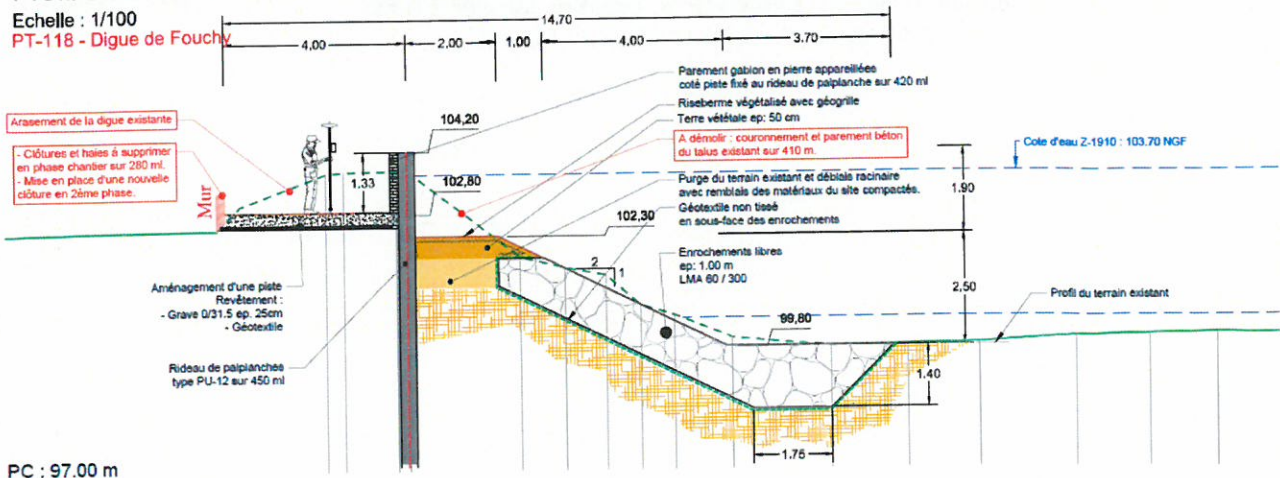 Echelle : 1/100
PT-118 - Digue de Fouchy
14,70
4,00
2,00
1,00
4,00
3.70
Parement gabion en pierre appareillées
coté piste fixé au rideau de palplanche sur 420 ml
Riseberme végétalisé avec géogrille
Terre vététale ep: 50 cm
A démolir : couronnement et parement béton
du talus existant sur 410 m.
Purge du terrain existant et déblais racinaire
avec remblais des matériaux du site compactés.
Géotextile non tissé
en sous-face des enrochements
Enrochements libres
ep: 1.00 m
LMA 60 / 300
Arasement de la digue existante
- Clôtures et haies à supprimer
en phase chantier sur 280 ml.
- Mise en place d'une nouvelle
clôture en 2ème phase.
Mur
1.33
104,20
102,80
102,30
Cote d'eau Z-1910 : 103.70 NGF
1.90
2,50
2
1
99,80
Profil du terrain existant
Aménagement d'une piste
Revêtement :
- Grave 0/31.5 ep. 25cm
- Géotextile
Rideau de palplanches
type PU-12 sur 450 ml
1.40
1.75
PC : 97.00 m